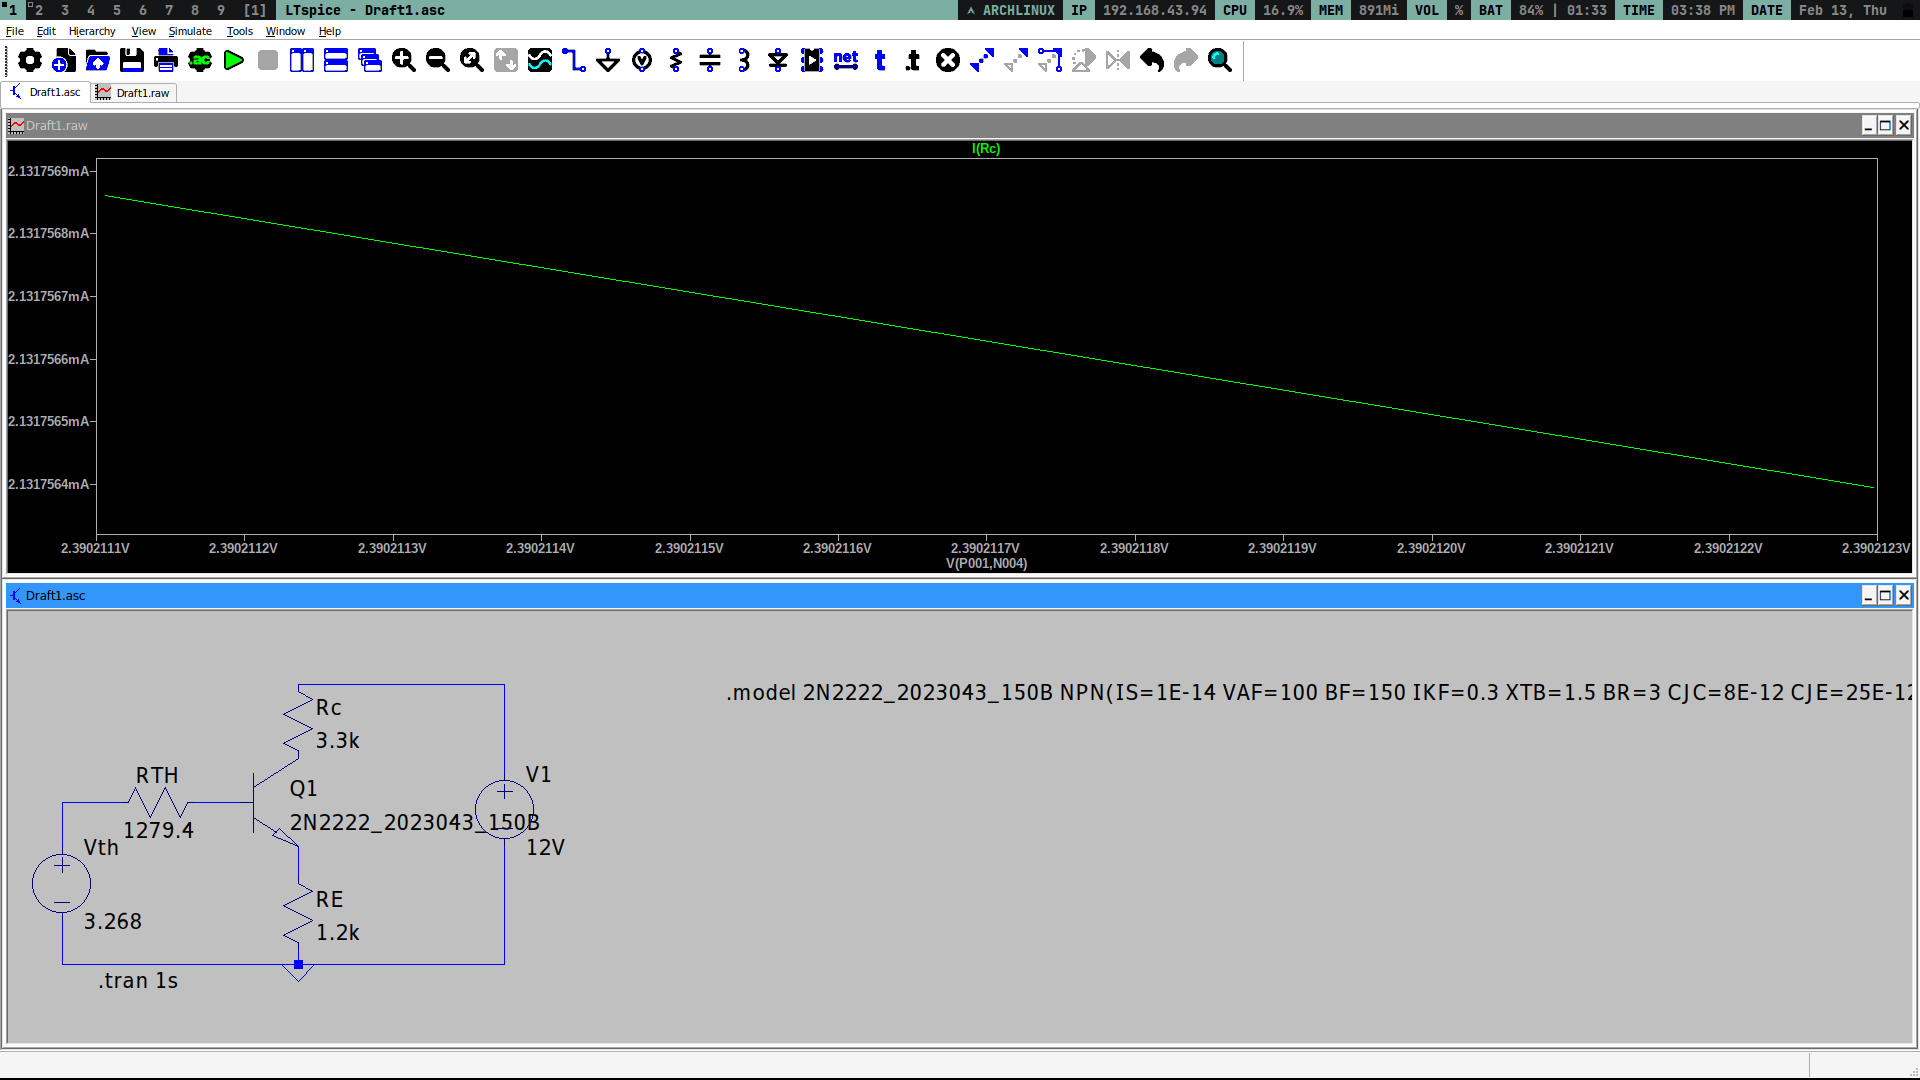 1 2 3 4 5 6 7 8 9 [1] LTspice - Draft1.asc ARCHLINUX IP 192.168.43.94 CPU 16.9% MEM 891Mi VOL % BAT 84% | 01:33 TIME 03:38 PM DATE Feb 13, Thu
File Edit Hierarchy View Simulate Tools Window Help
.ac net t .t
Draft1.asc Draft1.raw
Draft1.raw
I(Rc)
2.1317569mA
2.1317568mA
2.1317567mA
2.1317566mA
2.1317565mA
2.1317564mA
2.3902111V 2.3902112V 2.3902113V 2.3902114V 2.3902115V 2.3902116V 2.3902117V 2.3902118V 2.3902119V 2.3902120V 2.3902121V 2.3902122V 2.3902123V
V(P001,N004)
Draft1.asc
.model 2N2222_2023043_150B NPN(IS=1E-14 VAF=100 BF=150 IKF=0.3 XTB=1.5 BR=3 CJC=8E-12 CJE=25E-12
Rc
3.3k
RTH
1279.4
Q1
2N2222_2023043_150B
V1
12V
Vth
3.268
RE
1.2k
.tran 1s